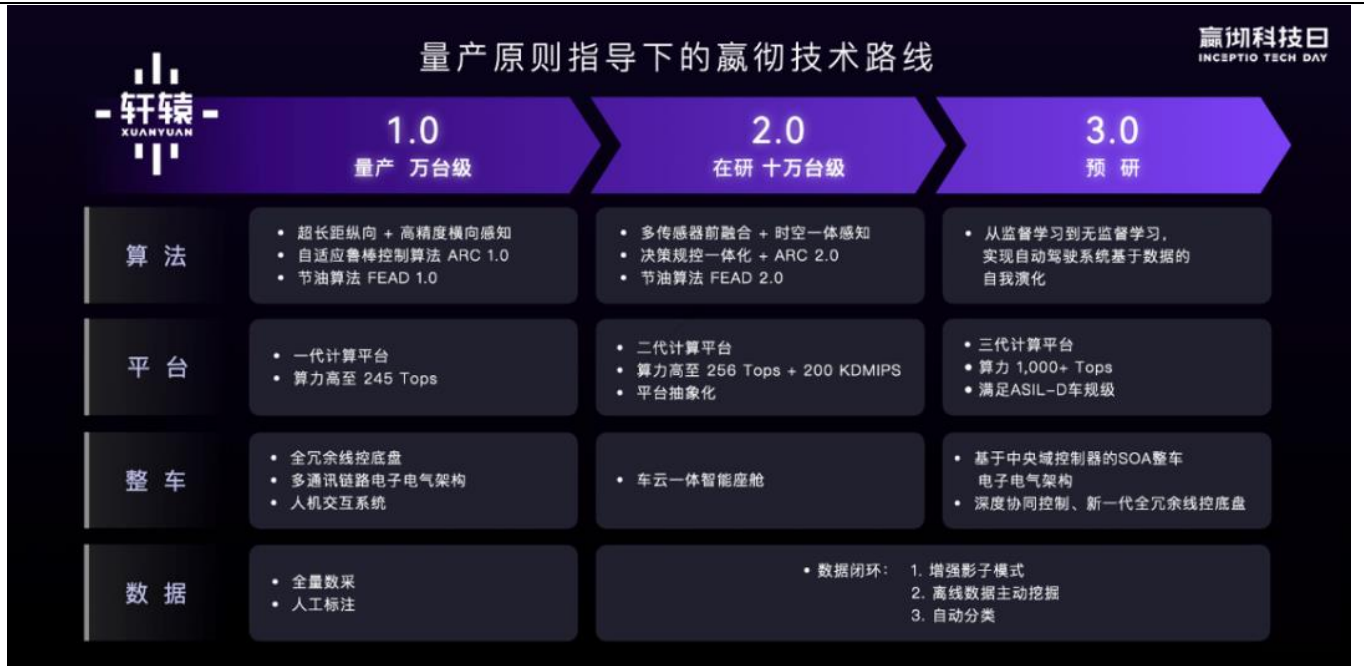 量产原则指导下的嬴彻技术路线
嬴彻科技日
INCEPTIO TECH DAY
轩辕
XUANYUAN
1.0
量产 万台级
2.0
在研 十万台级
3.0
预 研
算 法
• 超长距纵向 + 高精度横向感知
• 自适应鲁棒控制算法 ARC 1.0
• 节油算法 FEAD 1.0
• 多传感器前融合 + 时空一体感知
• 决策规控一体化 + ARC 2.0
• 节油算法 FEAD 2.0
• 从监督学习到无监督学习，
实现自动驾驶系统基于数据的
自我演化
平 台
• 一代计算平台
• 算力高至 245 Tops
• 二代计算平台
• 算力高至 256 Tops + 200 KDMIPS
• 平台抽象化
• 三代计算平台
• 算力 1,000+ Tops
• 满足ASIL-D车规级
整 车
• 全冗余线控底盘
• 多通讯链路电子电气架构
• 人机交互系统
• 车云一体智能座舱
• 基于中央域控制器的SOA整车
电子电气架构
• 深度协同控制、新一代全冗余线控底盘
数 据
• 全量数采
• 人工标注
• 数据闭环： 1. 增强影子模式
2. 离线数据主动挖掘
3. 自动分类